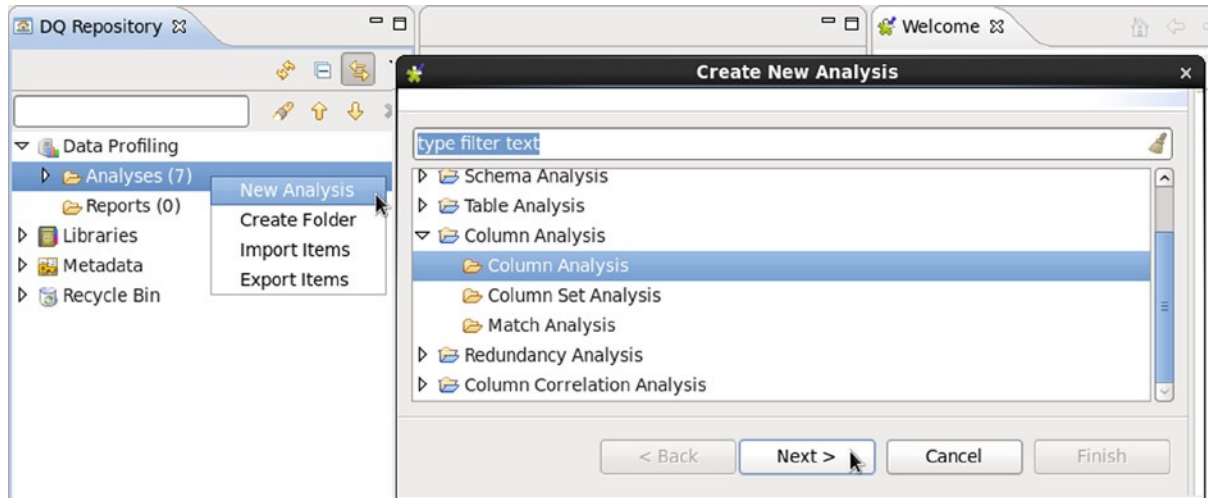 DQ Repository
Welcome
Create New Analysis
type filter text
Data Profiling
Analyses (7)
Reports (0)
Libraries
Metadata
Recycle Bin
New Analysis
Create Folder
Import Items
Export Items
Schema Analysis
Table Analysis
Column Analysis
Column Analysis
Column Set Analysis
Match Analysis
Redundancy Analysis
Column Correlation Analysis
< Back
Next >
Cancel
Finish